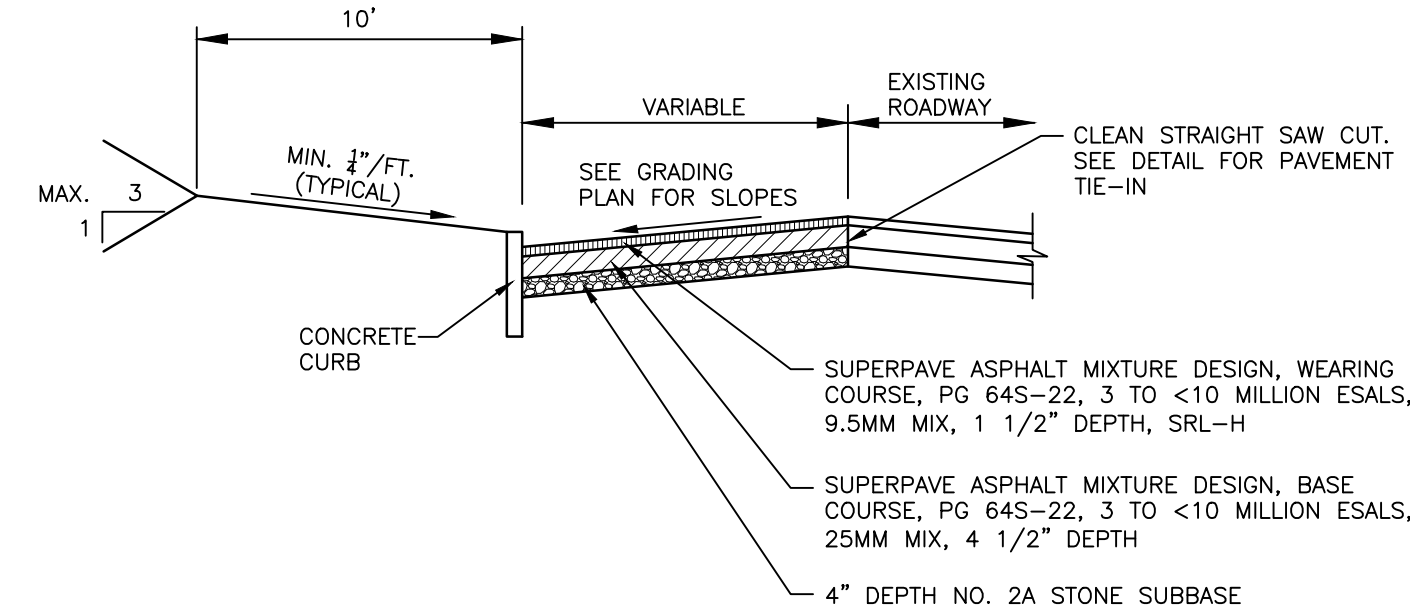 10'
VARIABLE
EXISTING
ROADWAY
CLEAN STRAIGHT SAW CUT.
SEE DETAIL FOR PAVEMENT
TIE-IN
MIN. 1/4"/FT.
(TYPICAL)
SEE GRADING
PLAN FOR SLOPES
MAX.
3
1
CONCRETE
CURB
SUPERPAVE ASPHALT MIXTURE DESIGN, WEARING
COURSE, PG 64S-22, 3 TO <10 MILLION ESALS,
9.5MM MIX, 1 1/2" DEPTH, SRL-H
SUPERPAVE ASPHALT MIXTURE DESIGN, BASE
COURSE, PG 64S-22, 3 TO <10 MILLION ESALS,
25MM MIX, 4 1/2" DEPTH
4" DEPTH NO. 2A STONE SUBBASE